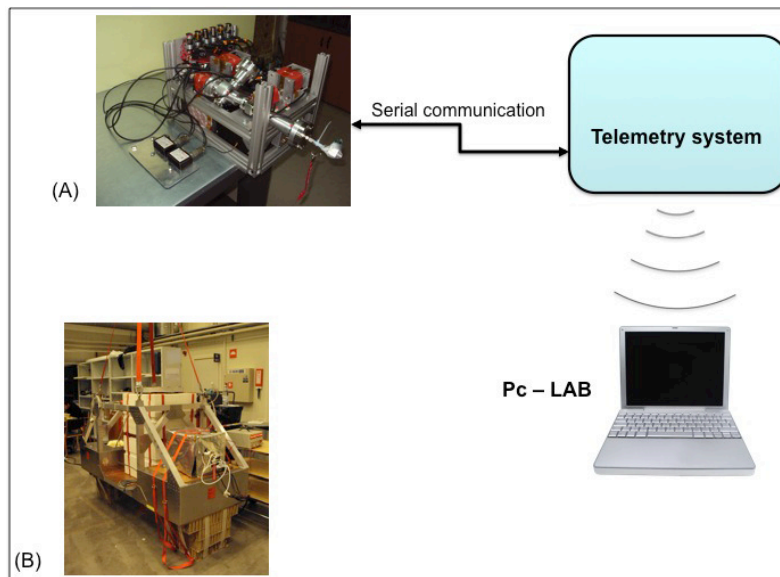 Serial communication
Telemetry system
(A)
Pc – LAB
(B)